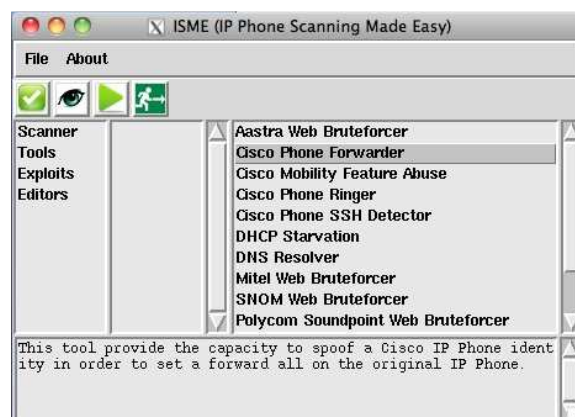 ISME (IP Phone Scanning Made Easy)
File About
Scanner
Tools
Exploits
Editors
Aastra Web Bruteforcer
Cisco Phone Forwarder
Cisco Mobility Feature Abuse
Cisco Phone Ringer
Cisco Phone SSH Detector
DHCP Starvation
DNS Resolver
Mitel Web Bruteforcer
SNOM Web Bruteforcer
Polycom Soundpoint Web Bruteforcer
This tool provide the capacity to spoof a Cisco IP Phone ident
ity in order to set a forward all on the original IP Phone.